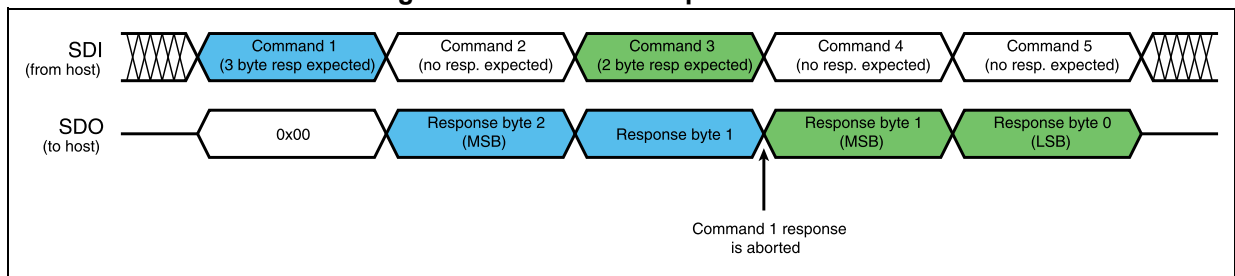 SDI
(from host)
Command 1
(3 byte resp expected)
Command 2
(no resp. expected)
Command 3
(2 byte resp expected)
Command 4
(no resp. expected)
Command 5
(no resp. expected)
SDO
(to host)
0x00
Response byte 2
(MSB)
Response byte 1
Response byte 1
(MSB)
Response byte 0
(LSB)
Command 1 response
is aborted